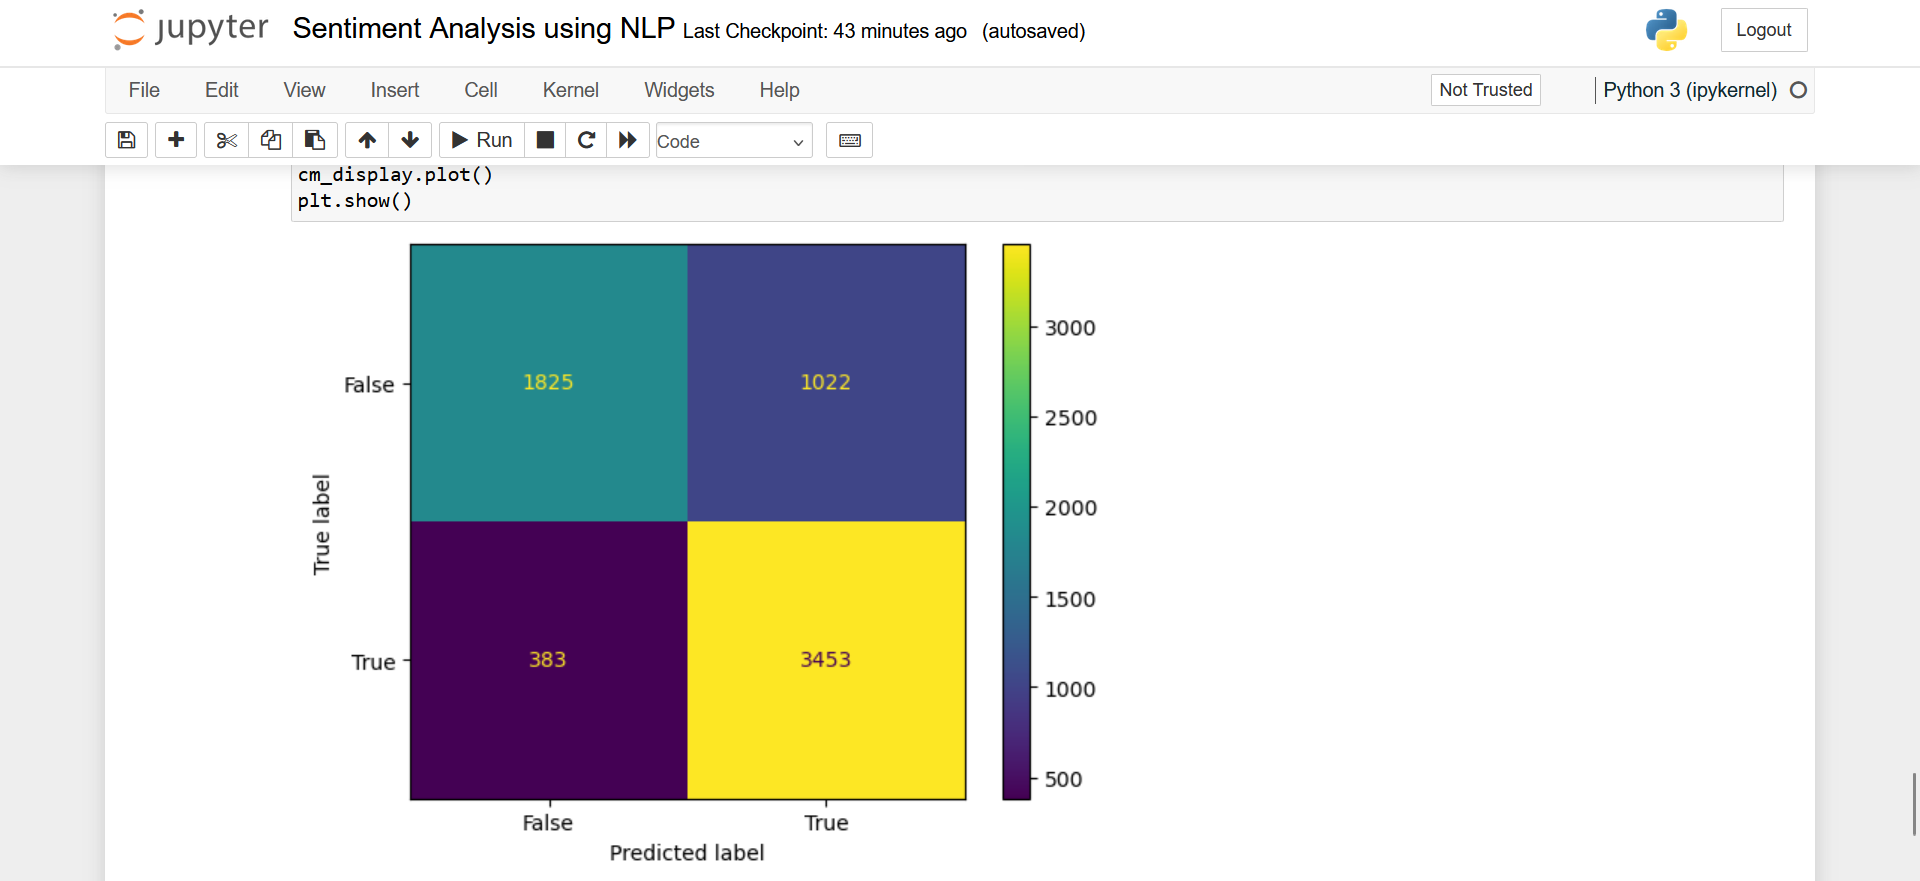 jupyter Sentiment Analysis using NLP Last Checkpoint: 43 minutes ago (autosaved) Logout
File Edit View Insert Cell Kernel Widgets Help Not Trusted Python 3 (ipykernel)
Run Code
cm_display.plot()
plt.show()
False 1825 1022
True 383 3453
True label
False True
Predicted label
3000
2500
2000
1500
1000
500